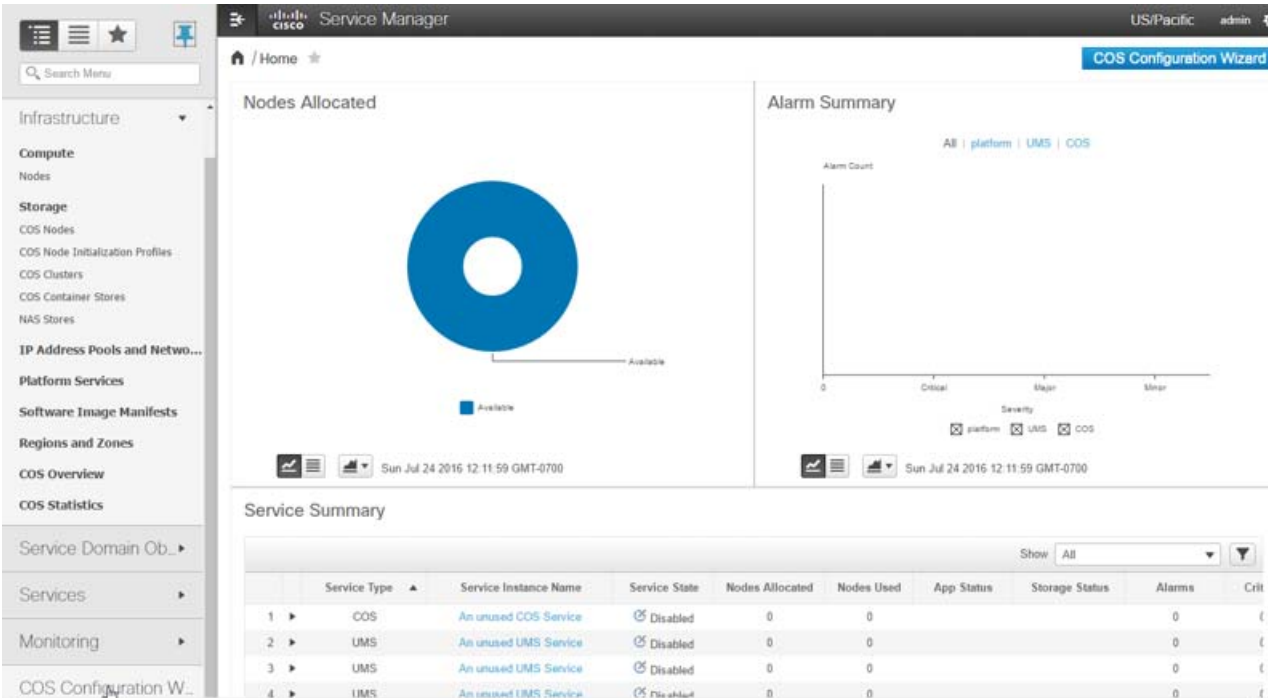 Search Menu
Infrastructure
Compute
Nodes
Storage
COS Nodes
COS Node Initialization Profiles
COS Clusters
COS Container Stores
NAS Stores
IP Address Pools and Netwo...
Platform Services
Software Image Manifests
Regions and Zones
COS Overview
COS Statistics
Service Domain Ob...
Services
Monitoring
COS Configuration W...
cisco Service Manager US/Pacific admin
/ Home
COS Configuration Wizard
Nodes Allocated
Available
Available
Sun Jul 24 2016 12:11:59 GMT-0700
Alarm Summary
All | platform | UMS | COS
Alarm Count
0 Critical Major Minor
Severity
platform UMS COS
Sun Jul 24 2016 12:11:59 GMT-0700
Service Summary
Show All
Service Type Service Instance Name Service State Nodes Allocated Nodes Used App Status Storage Status Alarms Crit
1 COS An unused COS Service Disabled 0 0 0
2 UMS An unused UMS Service Disabled 0 0 0
3 UMS An unused UMS Service Disabled 0 0 0
4 UMS An unused UMS Service Disabled 0 0 0